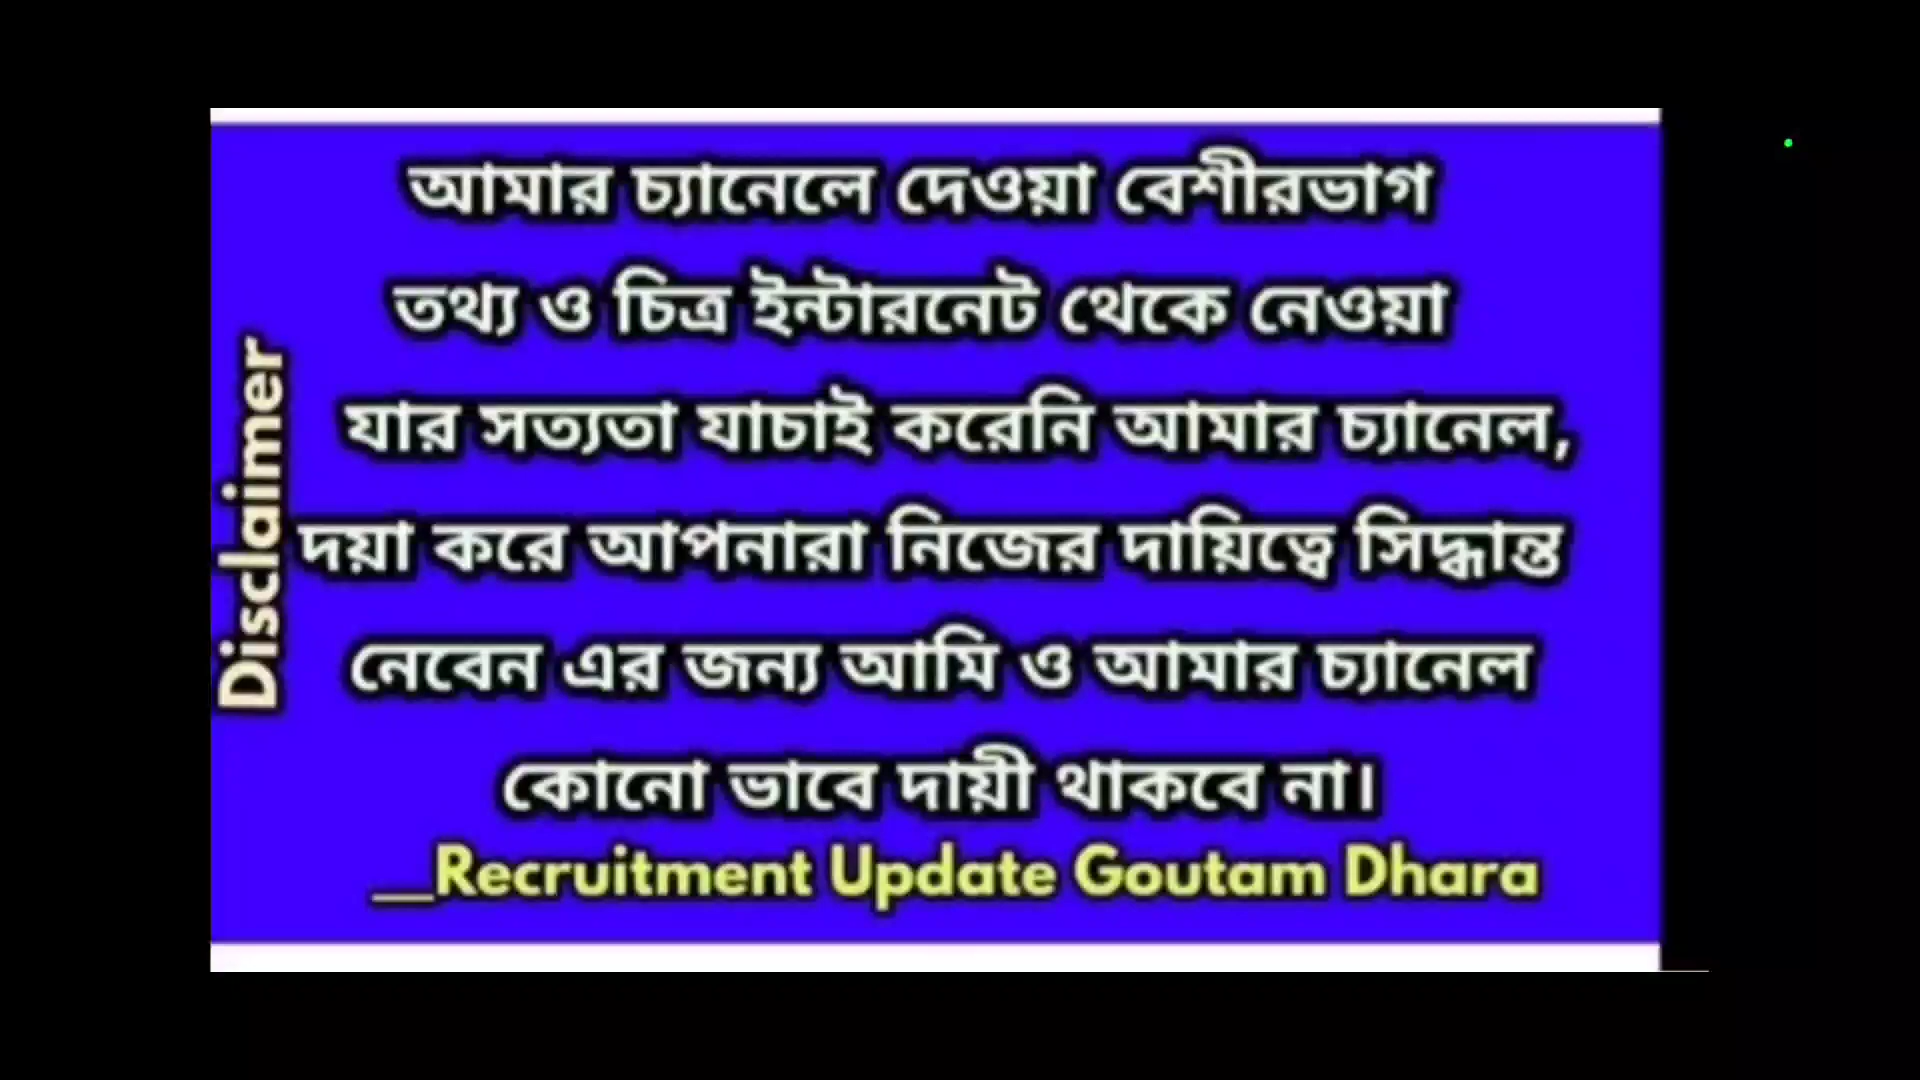 Disclaimer
আমার চ্যানেলে দেওয়া বেশীরভাগ
তথ্য ও চিত্র ইন্টারনেট থেকে নেওয়া
যার সত্যতা যাচাই করেনি আমার চ্যানেল,
দয়া করে আপনারা নিজের দায়িত্বে সিদ্ধান্ত
নেবেন এর জন্য আমি ও আমার চ্যানেল
কোনো ভাবে দায়ী থাকবে না।
__Recruitment Update Goutam Dhara